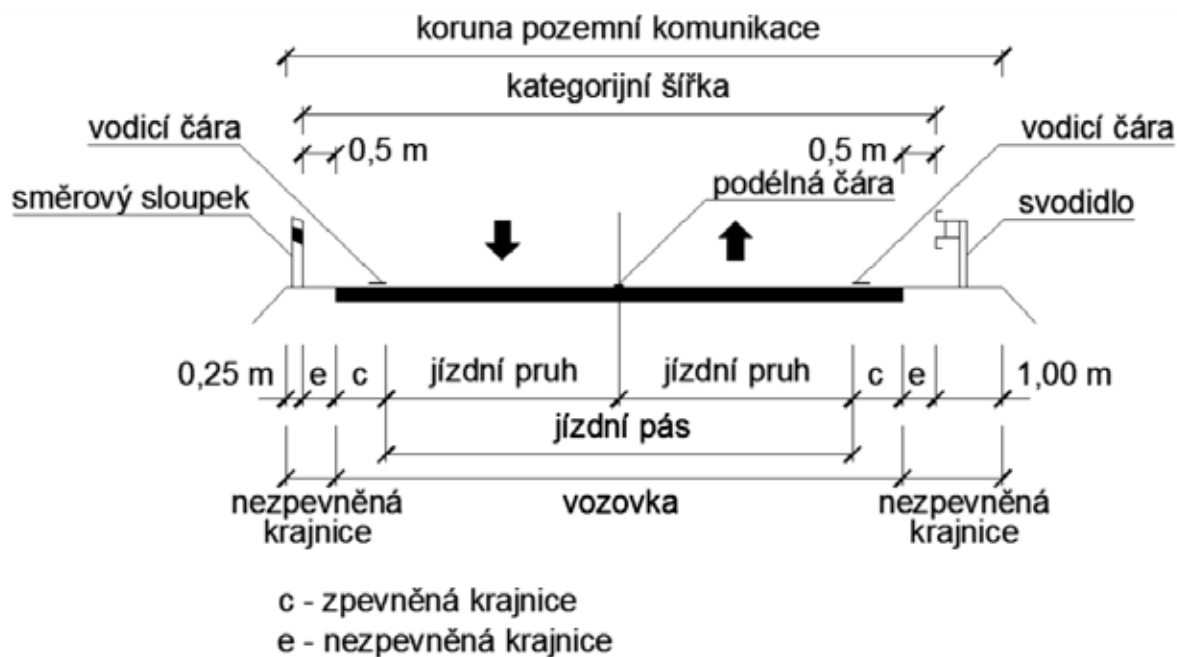 koruna pozemní komunikace
kategorijní šířka
vodicí čára
vodicí čára
0,5 m
0,5 m
podélná čára
směrový sloupek
svodidlo
0,25 m
e
c
jízdní pruh
jízdní pruh
c
e
1,00 m
jízdní pás
nezpevněná
krajnice
vozovka
nezpevněná
krajnice
c - zpevněná krajnice
e - nezpevněná krajnice